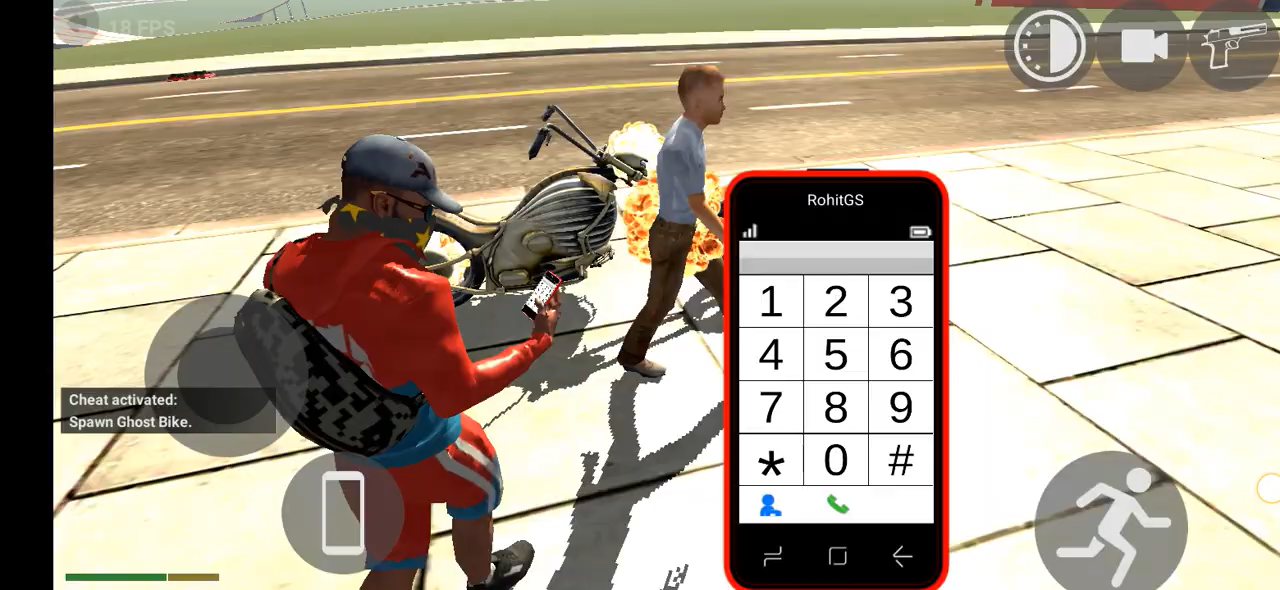 18 FPS
RohitGS
1 2 3
4 5 6
7 8 9
* 0 #
Cheat activated:
Spawn Ghost Bike.